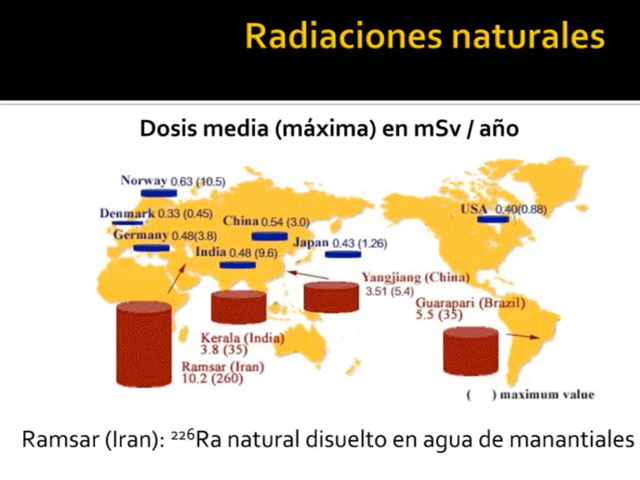 Radiaciones naturales
Dosis media (máxima) en mSv / año
Norway 0.63 (10.5)
Denmark 0.33 (0.45)
China 0.54 (3.0)
USA 0.40(0.88)
Germany 0.48(3.8)
Japan 0.43 (1.26)
India 0.48 (9.6)
Yangjiang (China)
3.51 (5.4)
Guarapari (Brazil)
5.5 (35)
Kerala (India)
3.8 (35)
Ramsar (Iran)
10.2 (260)
( ) maximum value
Ramsar (Iran): ²²⁶Ra natural disuelto en agua de manantiales